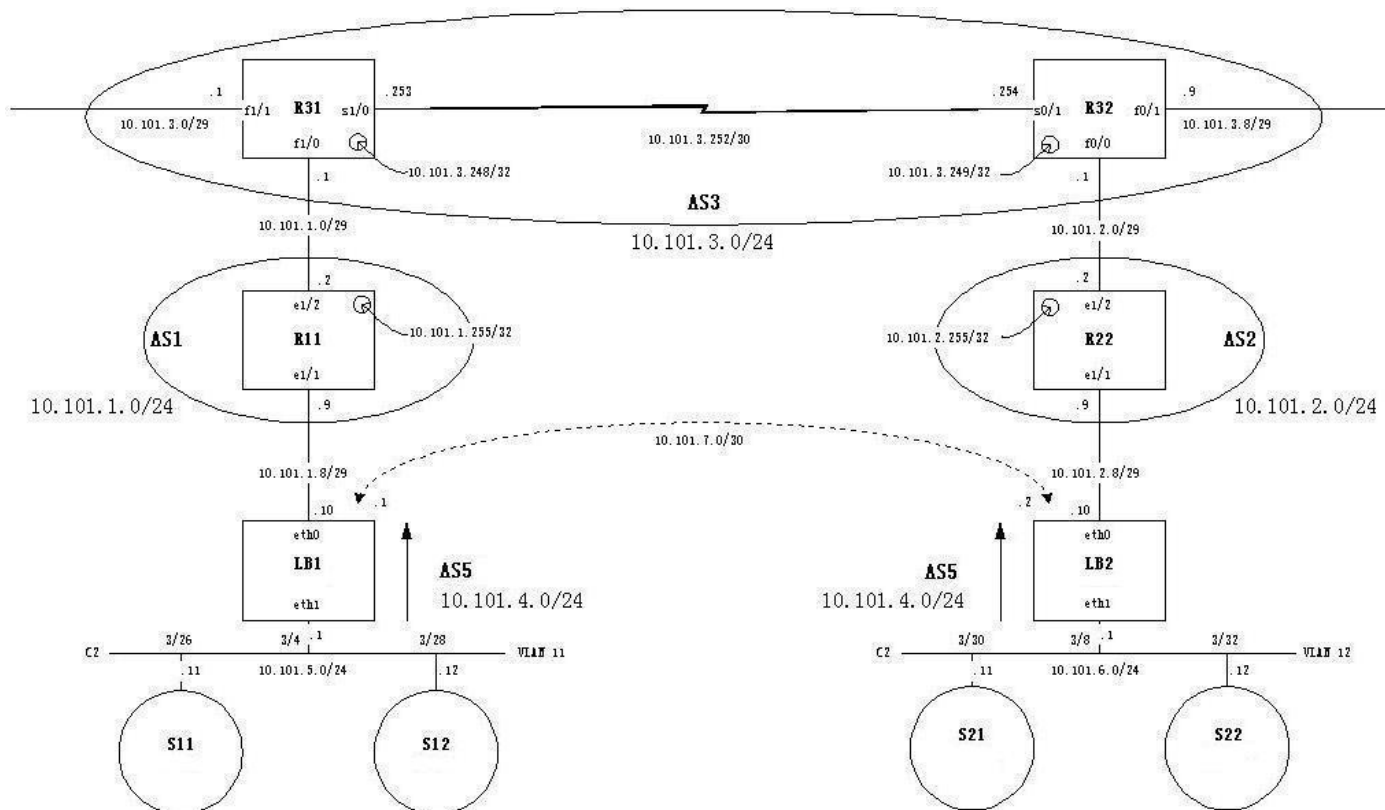 .1
f1/1
R31
s1/0
.253
.254
s0/1
R32
f0/1
.9
10.101.3.0/29
f1/0
10.101.3.252/30
f0/0
10.101.3.8/29
10.101.3.248/32
10.101.3.249/32
.1
.1
AS3
10.101.1.0/29
10.101.3.0/24
10.101.2.0/29
.2
.2
e1/2
e1/2
AS1
R11
10.101.1.255/32
10.101.2.255/32
R22
AS2
e1/1
e1/1
10.101.1.0/24
.9
.9
10.101.2.0/24
10.101.7.0/30
10.101.1.8/29
10.101.2.8/29
.10
.1
.2
.10
eth0
eth0
LB1
AS5
AS5
LB2
eth1
10.101.4.0/24
10.101.4.0/24
eth1
3/26
3/4
.1
3/28
3/30
3/8
.1
3/32
C2
VLAN 11
C2
VLAN 12
.11
10.101.5.0/24
.12
.11
10.101.6.0/24
.12
S11
S12
S21
S22